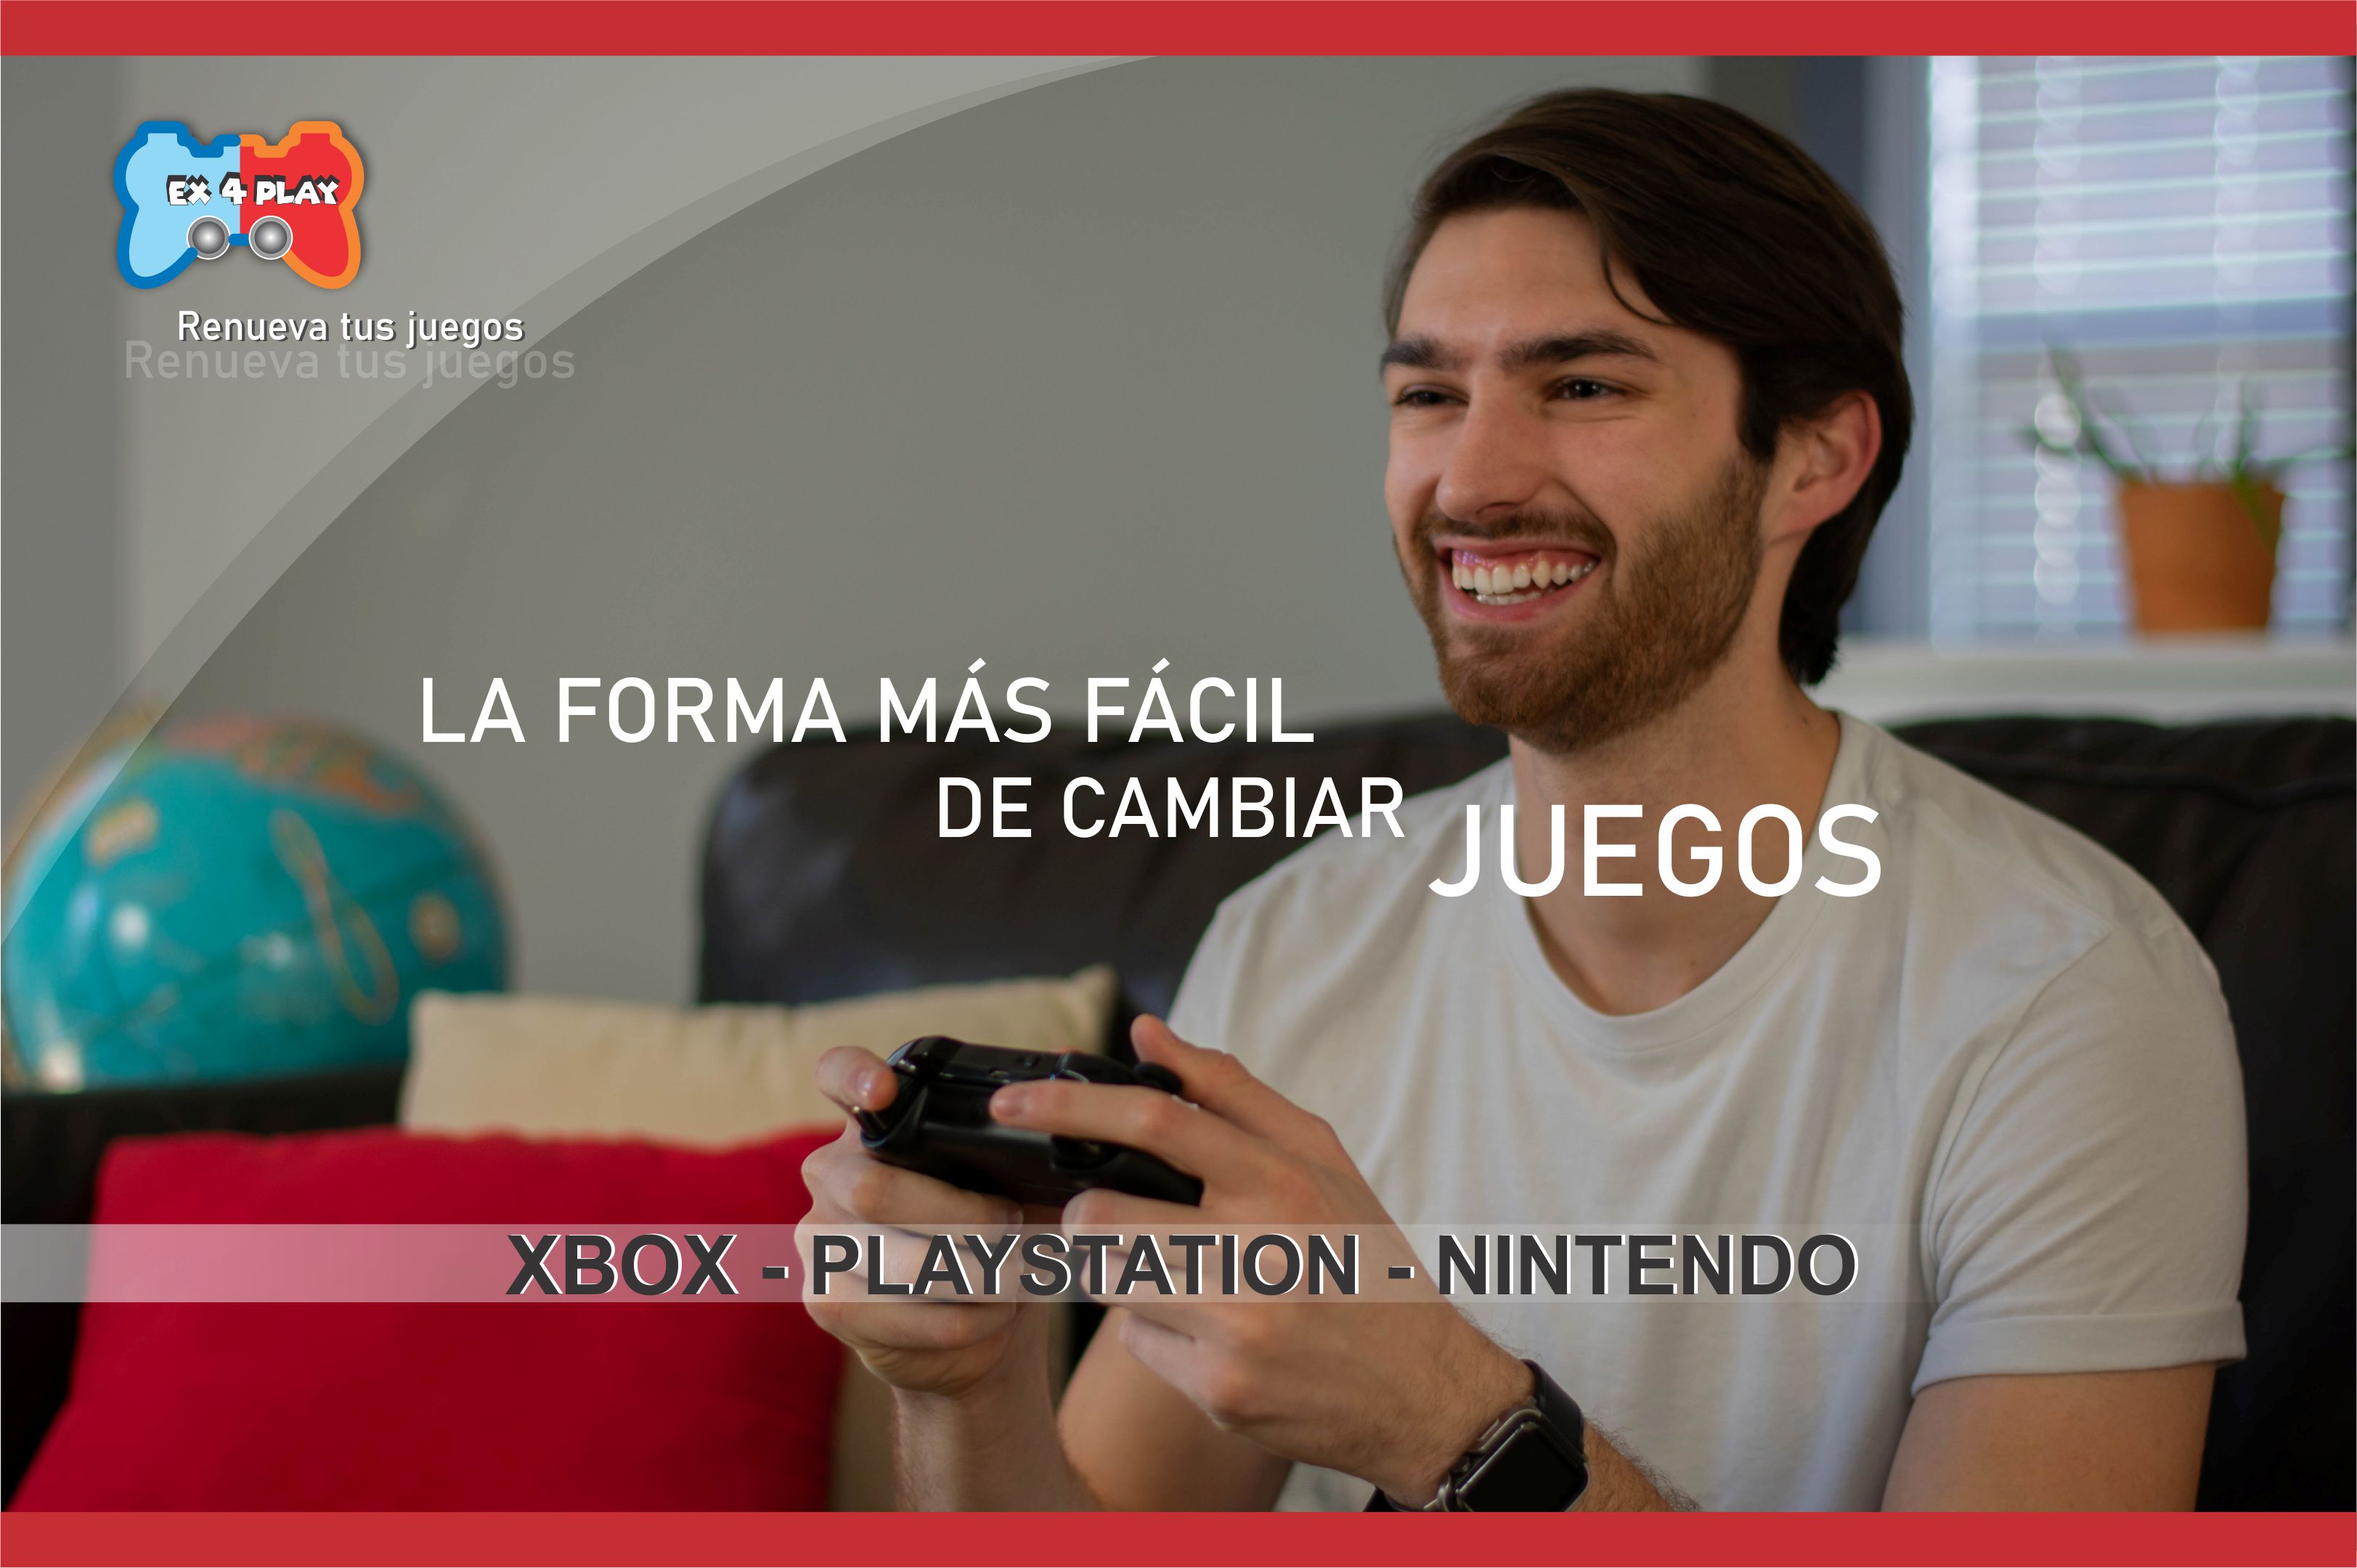 EX 4 PLAY
Renueva tus juegos
Renueva tus juegos
LA FORMA MÁS FÁCIL
DE CAMBIAR JUEGOS
XBOX - PLAYSTATION - NINTENDO